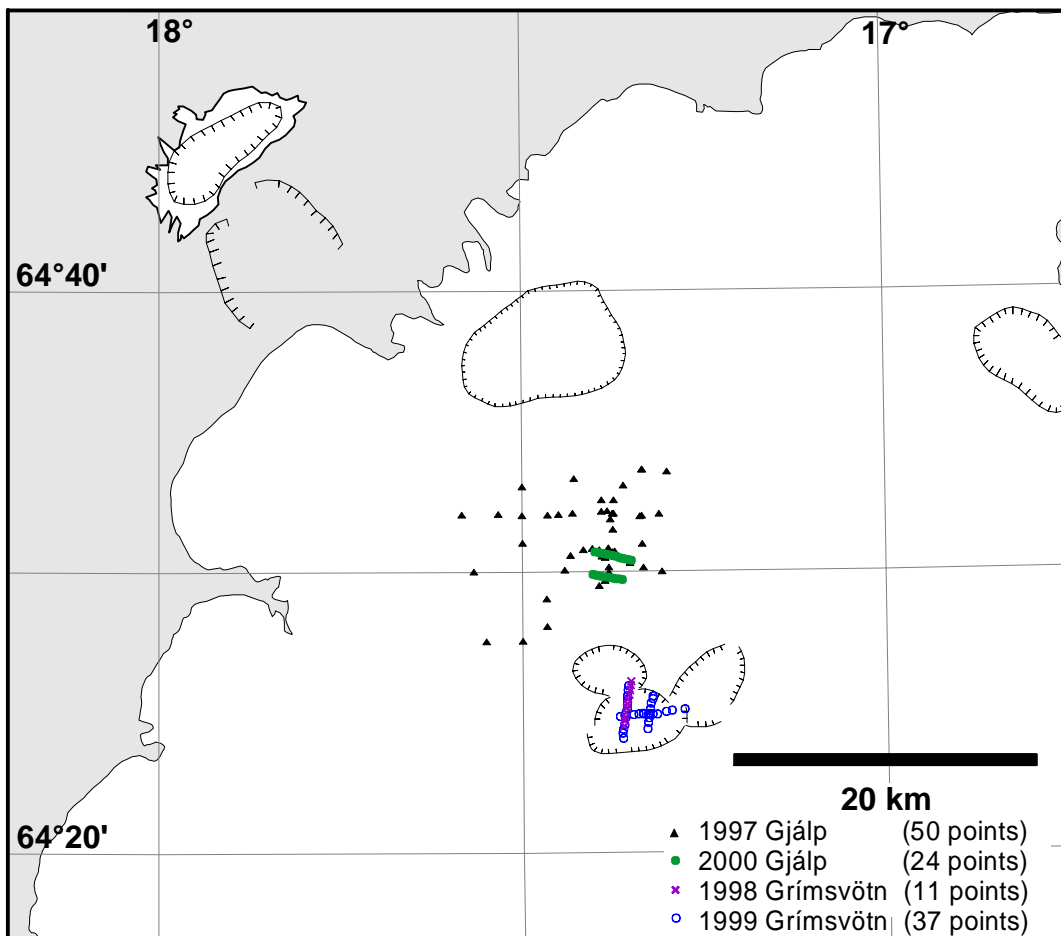 18°
17°
64°40'
20 km
64°20'
1997 Gjálp (50 points)
2000 Gjálp (24 points)
1998 Grímsvötn (11 points)
1999 Grímsvötn (37 points)